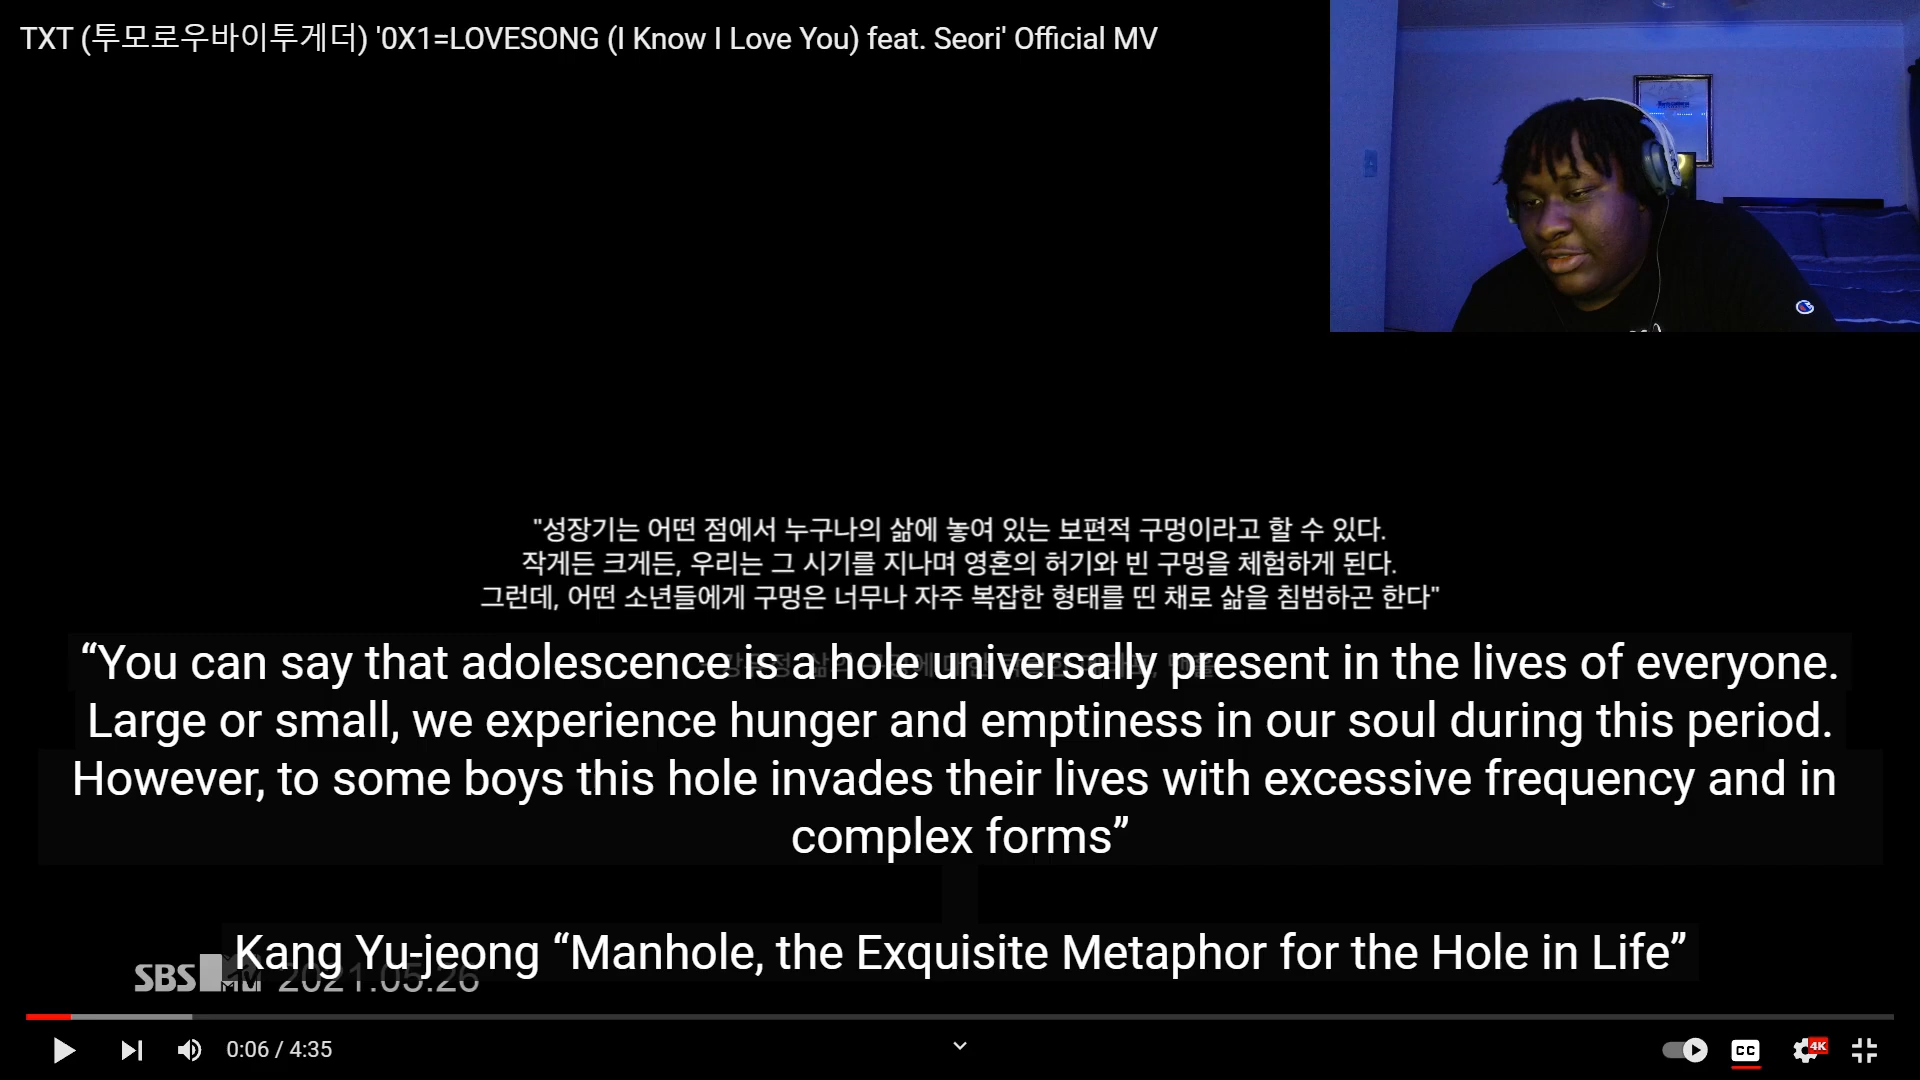 TXT (투모로우바이투게더) '0X1=LOVESONG (I Know I Love You) feat. Seori' Official MV
"성장기는 어떤 점에서 누구나의 삶에 놓여 있는 보편적 구멍이라고 할 수 있다.
작게든 크게든, 우리는 그 시기를 지나며 영혼의 허기와 빈 구멍을 체험하게 된다.
그런데, 어떤 소년들에게 구멍은 너무나 자주 복잡한 형태를 띤 채로 삶을 침범하곤 한다"
“You can say that adolescence is a hole universally present in the lives of everyone.
Large or small, we experience hunger and emptiness in our soul during this period.
However, to some boys this hole invades their lives with excessive frequency and in
complex forms”
Kang Yu-jeong “Manhole, the Exquisite Metaphor for the Hole in Life”
SBS 2021.05.26
0:06 / 4:35
CC
4K